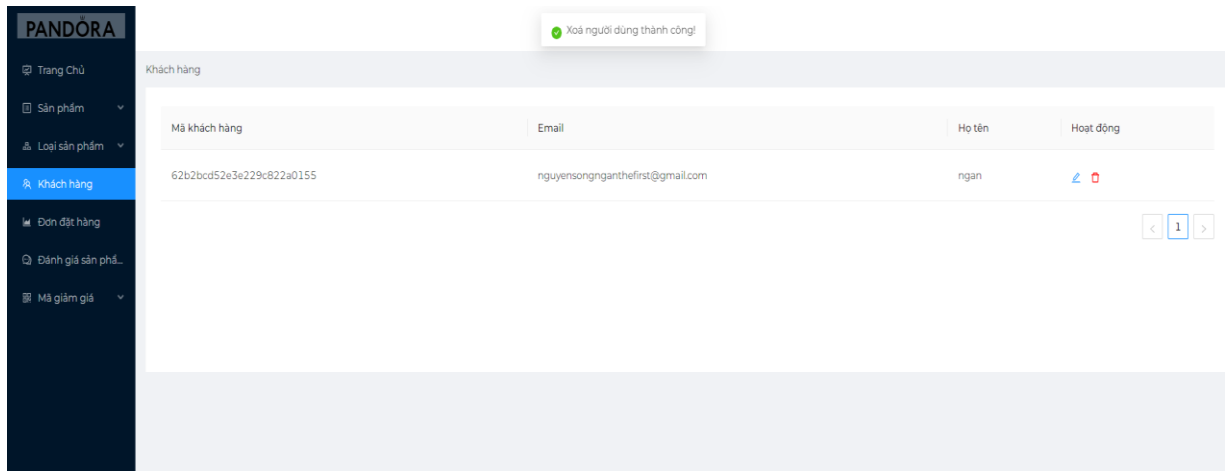 PANDÖRA
Xoá người dùng thành công!
Trang Chủ
Sản phẩm
Loại sản phẩm
Khách hàng
Đơn đặt hàng
Đánh giá sản phẩ...
Mã giảm giá
Khách hàng
Mã khách hàng Email Họ tên Hoạt động
62b2bcd52e3e229c822a0155 nguyensongnganthefirst@gmail.com ngan
1